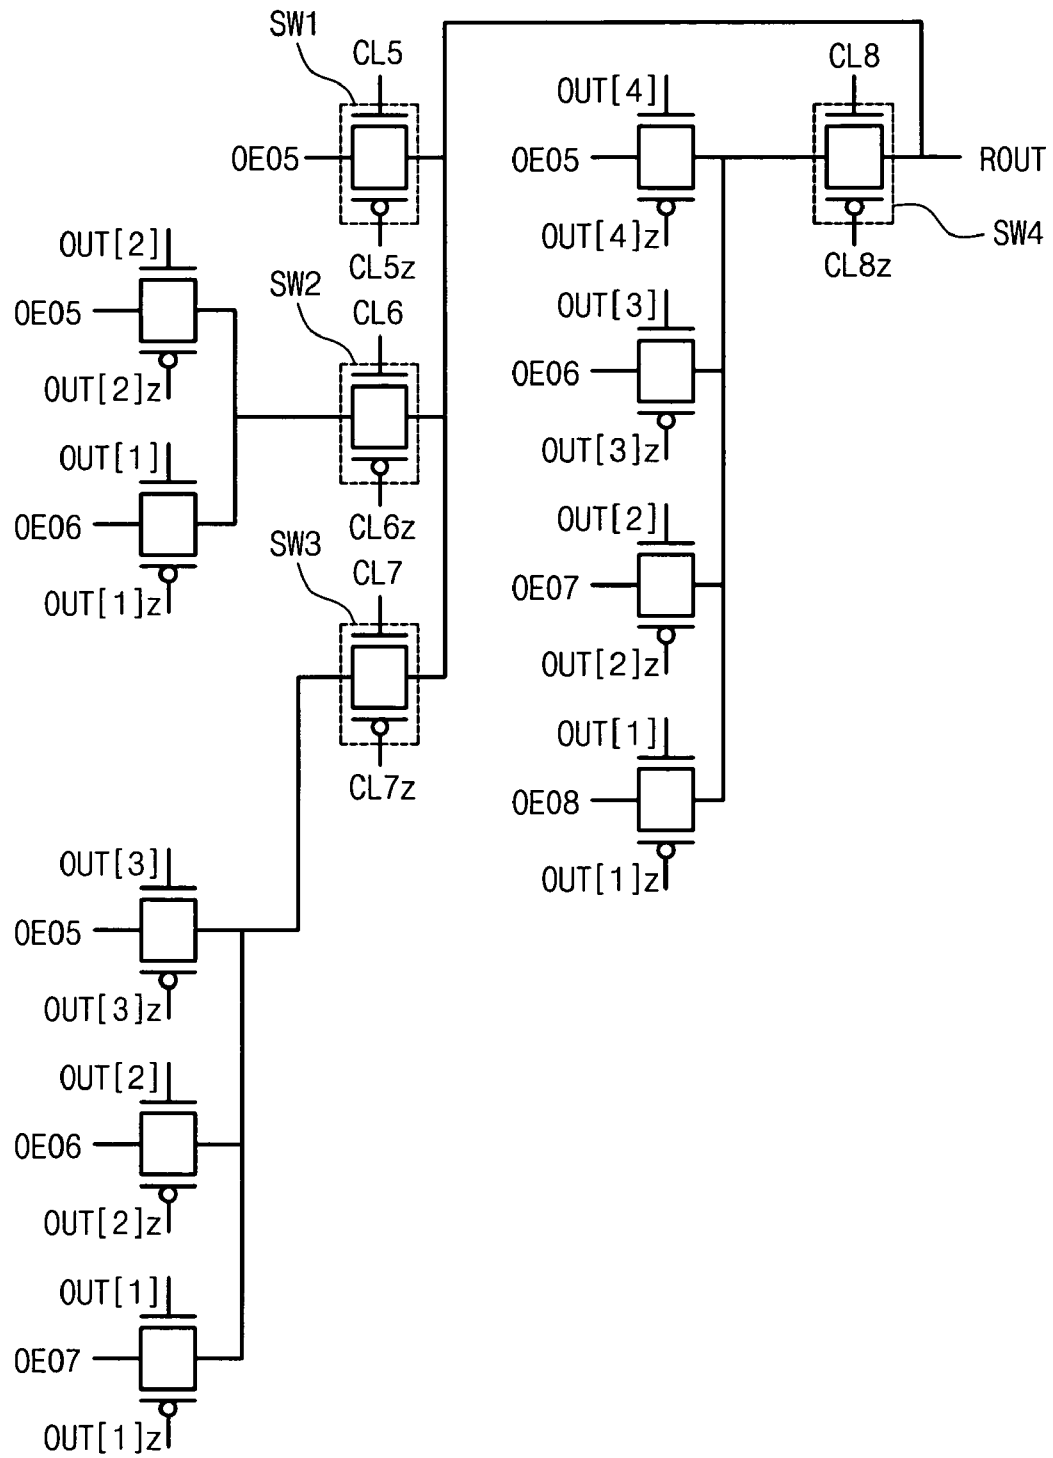 SW1
CL5
OE05
CL5z
OUT[2]
OE05
OUT[2]z
SW2
CL6
OUT[1]
OE06
OUT[1]z
CL6z
SW3
CL7
CL7z
OUT[3]
OE05
OUT[3]z
OUT[2]
OE06
OUT[2]z
OUT[1]
OE07
OUT[1]z
OUT[4]
OE05
OUT[4]z
CL8
ROUT
SW4
CL8z
OUT[3]
OE06
OUT[3]z
OUT[2]
OE07
OUT[2]z
OUT[1]
OE08
OUT[1]z